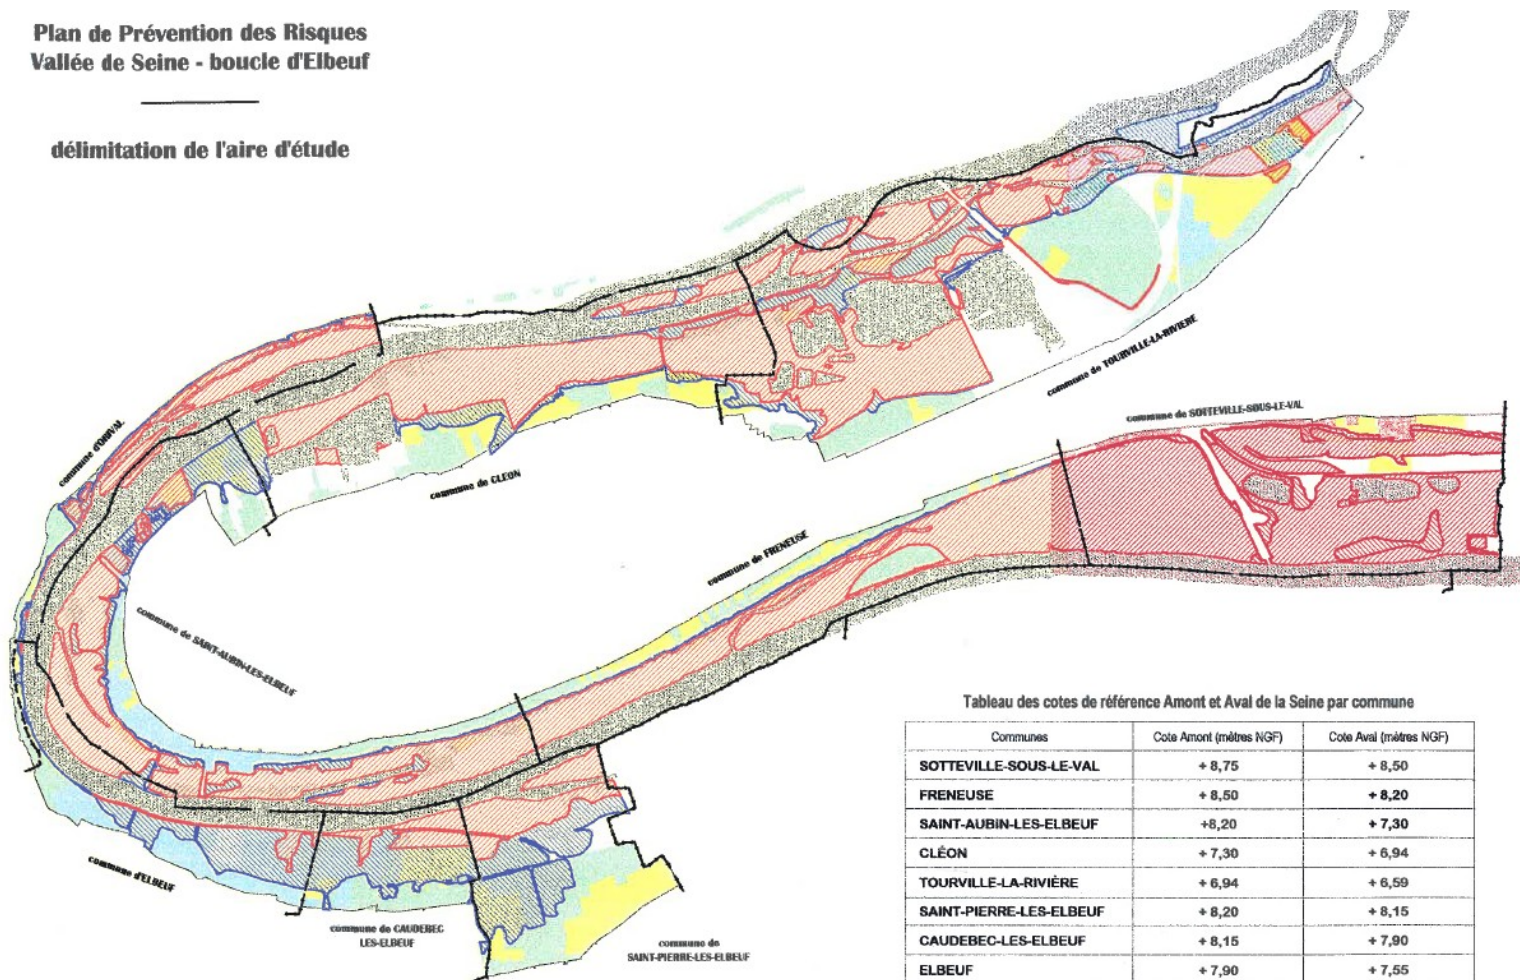 Plan de Prévention des Risques
Vallée de Seine - boucle d'Elbeuf
délimitation de l'aire d'étude
commune de TOURVILLE-LA-RIVIERE
commune de SOTTEVILLE-SOUS-LE-VAL
commune d'ORIVAL
commune de CLEON
commune de FRENEUSE
commune de SAINT-AUBIN-LES-ELBEUF
commune d'ELBEUF
commune de CAUDEBEC
LES-ELBEUF
commune de
SAINT-PIERRE-LES-ELBEUF
Tableau des cotes de référence Amont et Aval de la Seine par commune
Communes Cote Amont (mètres NGF) Cote Aval (mètres NGF)
SOTTEVILLE-SOUS-LE-VAL + 8,75 + 8,50
FRENEUSE + 8,50 + 8,20
SAINT-AUBIN-LES-ELBEUF +8,20 + 7,30
CLÉON + 7,30 + 6,94
TOURVILLE-LA-RIVIÈRE + 6,94 + 6,59
SAINT-PIERRE-LES-ELBEUF + 8,20 + 8,15
CAUDEBEC-LES-ELBEUF + 8,15 + 7,90
ELBEUF + 7,90 + 7,55